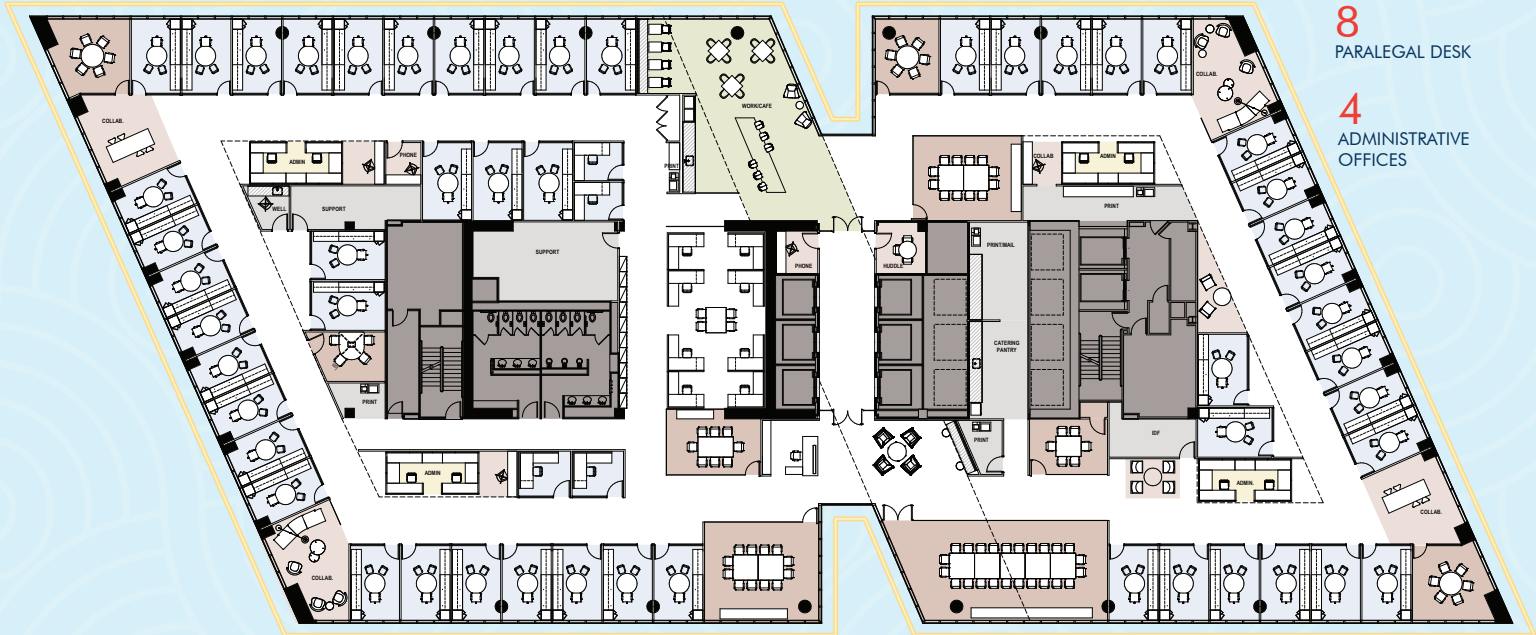 8
PARALEGAL DESK
4
ADMINISTRATIVE
OFFICES
COLLAB.
WORK/CAFE
COLLAB.
ADMIN
PHONE
PRINT
COLLAB
ADMIN
WELL
SUPPORT
PRINT
SUPPORT
PHONE
HUDDLE
PRINT/MAIL
CATERING
PANTRY
PRINT
PRINT
IDF
ADMIN
ADMIN.
COLLAB.
COLLAB.